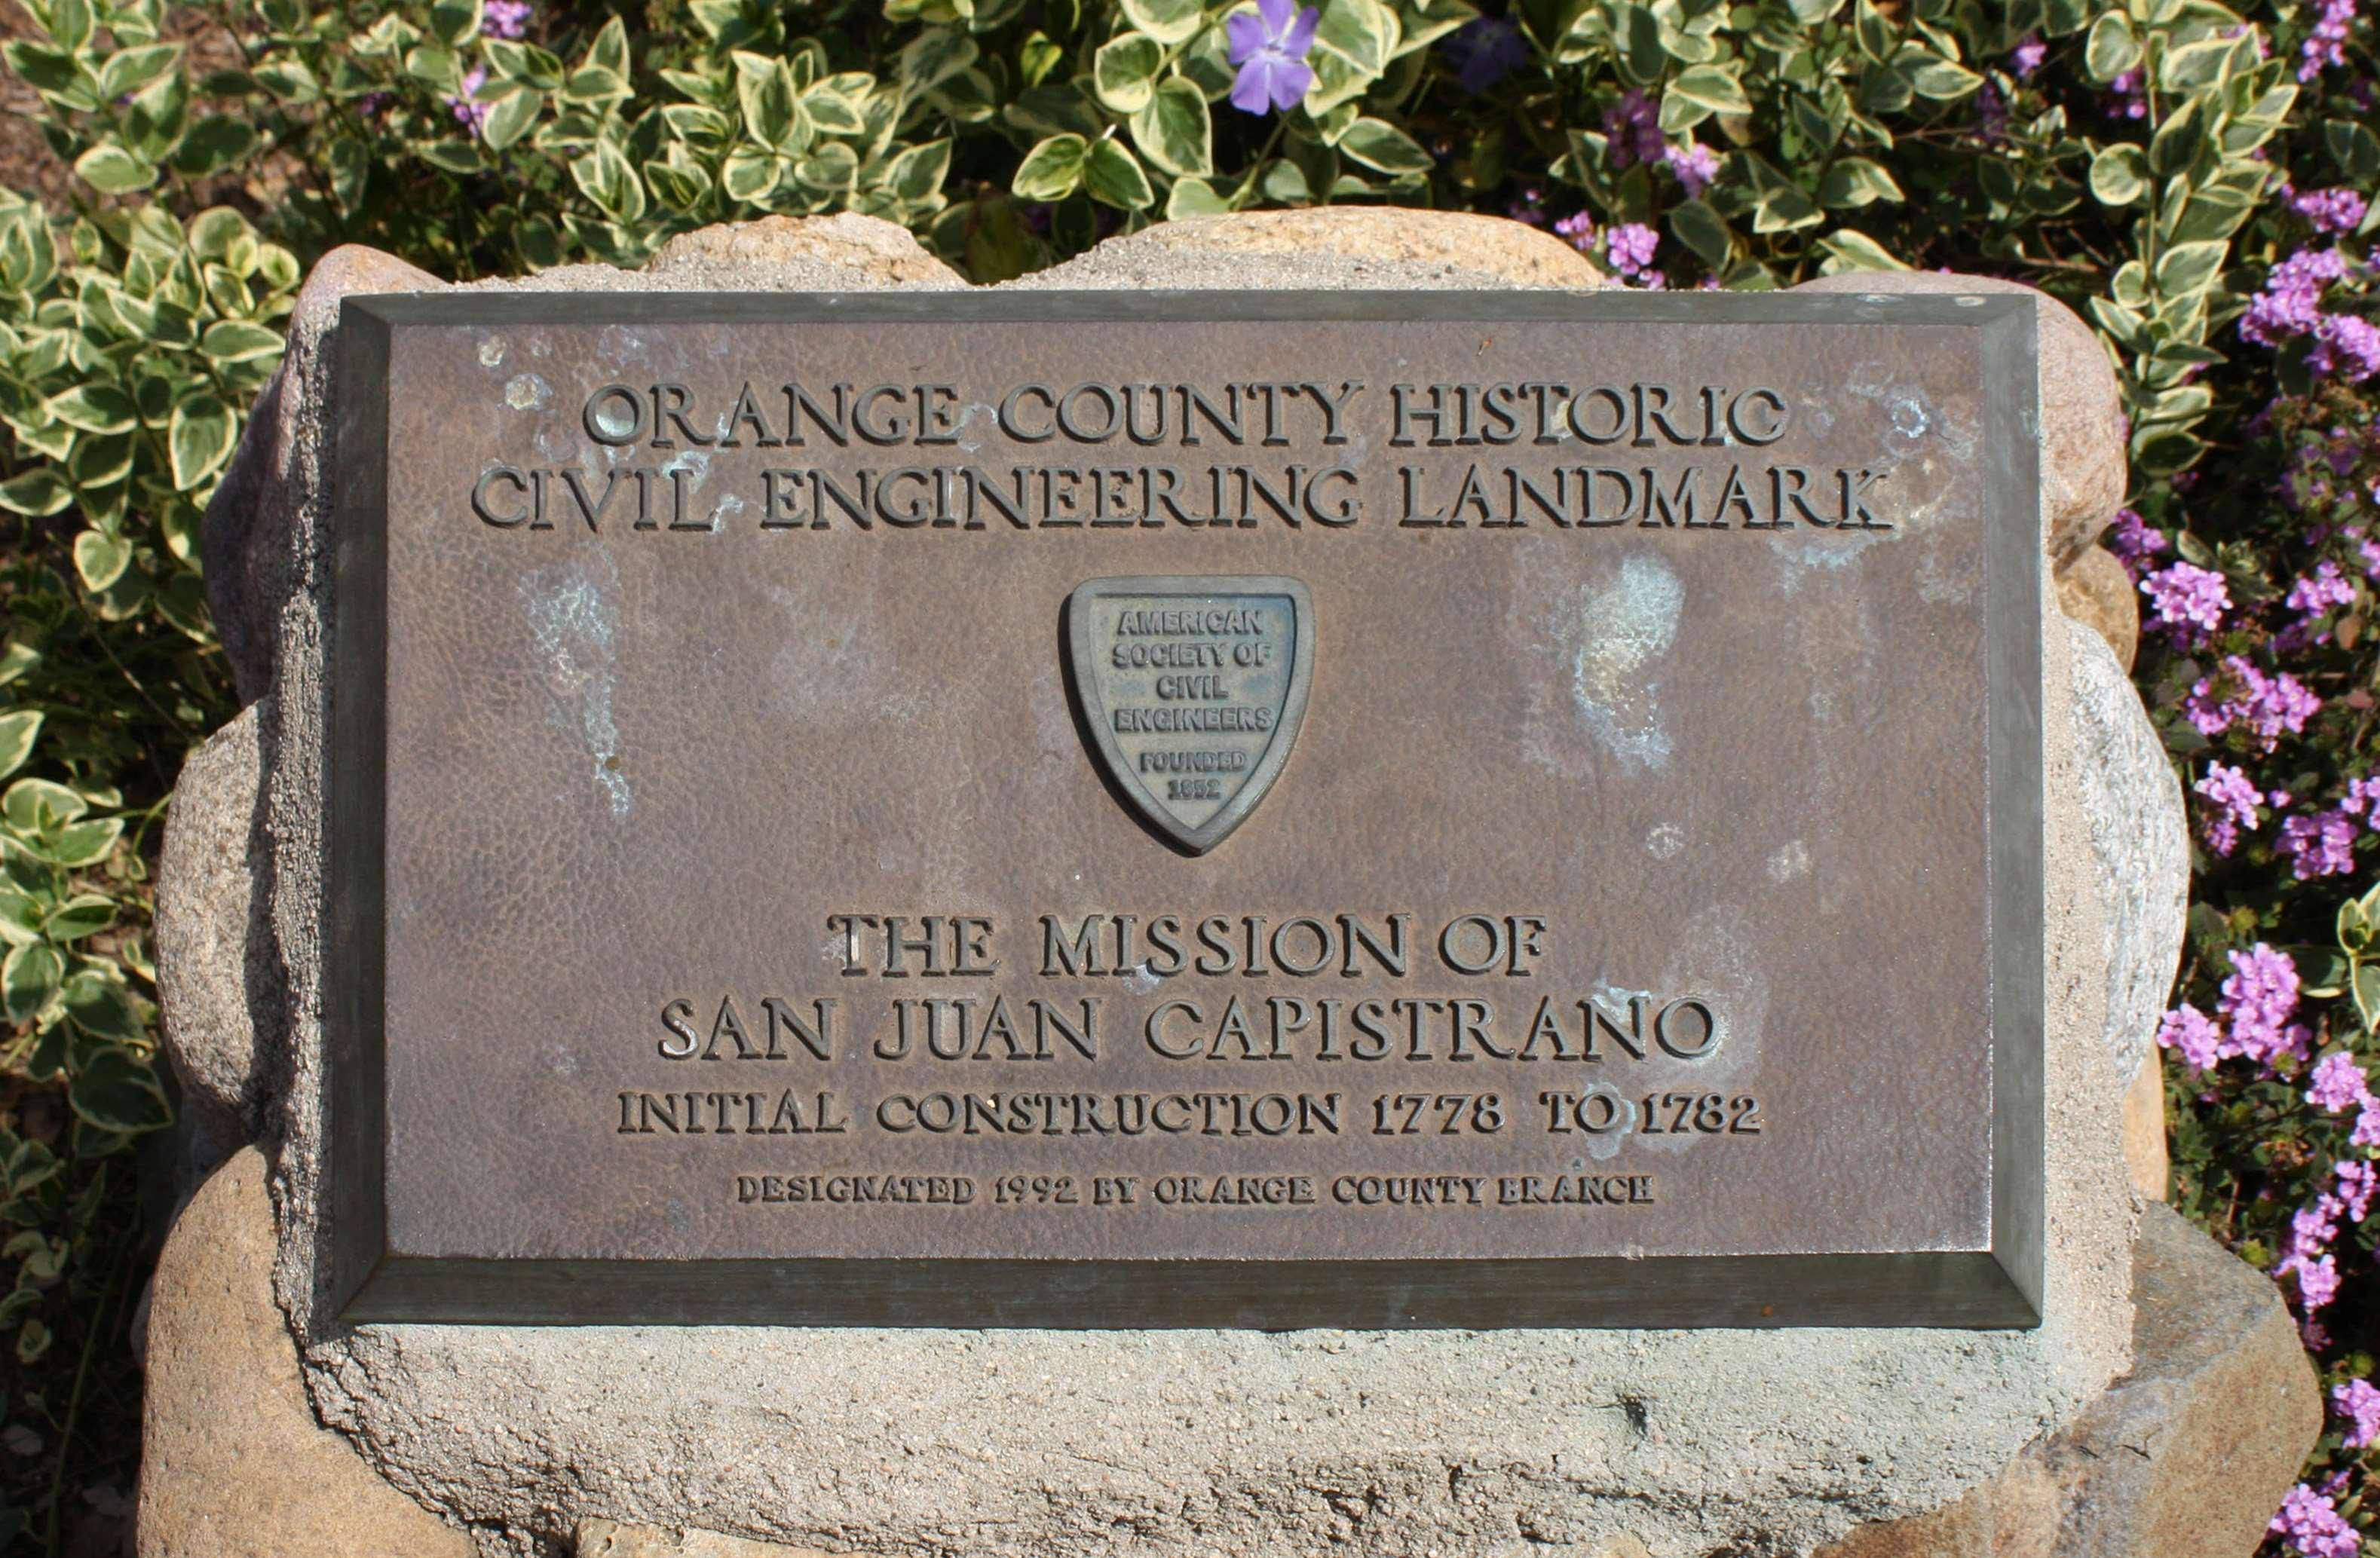 ORANGE COUNTY HISTORIC
CIVIL ENGINEERING LANDMARK
AMERICAN
SOCIETY OF
CIVIL
ENGINEERS
FOUNDED
1852
THE MISSION OF
SAN JUAN CAPISTRANO
INITIAL CONSTRUCTION 1778 TO 1782
DESIGNATED 1992 BY ORANGE COUNTY BRANCH